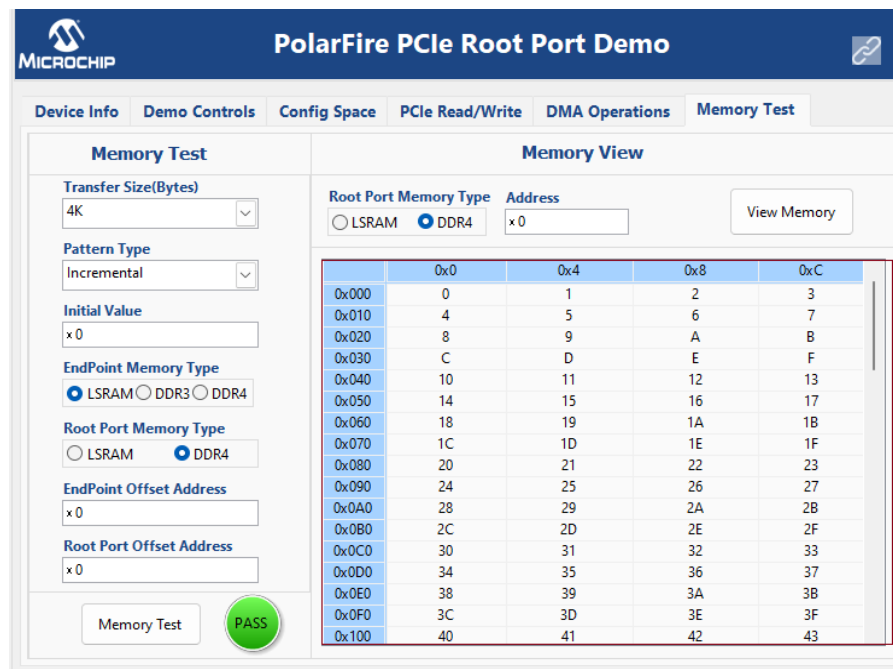 MICROCHIP
PolarFire PCIe Root Port Demo
Device Info Demo Controls Config Space PCIe Read/Write DMA Operations Memory Test
Memory Test
Transfer Size(Bytes)
4K
Pattern Type
Incremental
Initial Value
x 0
EndPoint Memory Type
LSRAM DDR3 DDR4
Root Port Memory Type
LSRAM DDR4
EndPoint Offset Address
x 0
Root Port Offset Address
x 0
Memory Test PASS
Memory View
Root Port Memory Type Address
LSRAM DDR4 x 0 View Memory
0x0 0x4 0x8 0xC
0x000 0 1 2 3
0x010 4 5 6 7
0x020 8 9 A B
0x030 C D E F
0x040 10 11 12 13
0x050 14 15 16 17
0x060 18 19 1A 1B
0x070 1C 1D 1E 1F
0x080 20 21 22 23
0x090 24 25 26 27
0x0A0 28 29 2A 2B
0x0B0 2C 2D 2E 2F
0x0C0 30 31 32 33
0x0D0 34 35 36 37
0x0E0 38 39 3A 3B
0x0F0 3C 3D 3E 3F
0x100 40 41 42 43